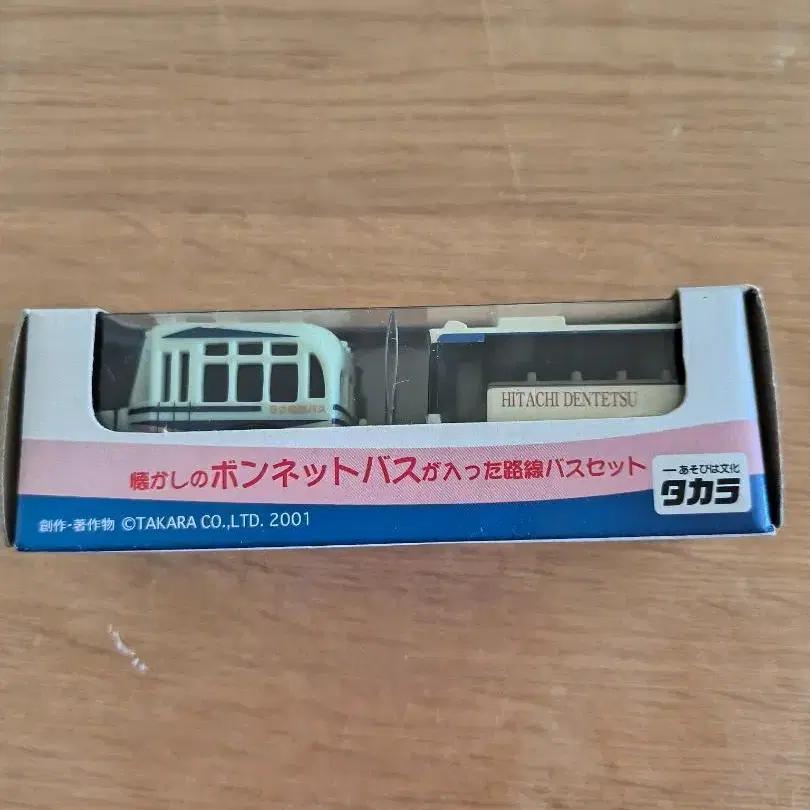 HITACHI DENTETSU
懐かしのボンネットバスが入った路線バスセット
あそびは文化
タカラ
創作・著作物 ©TAKARA CO.,LTD. 2001